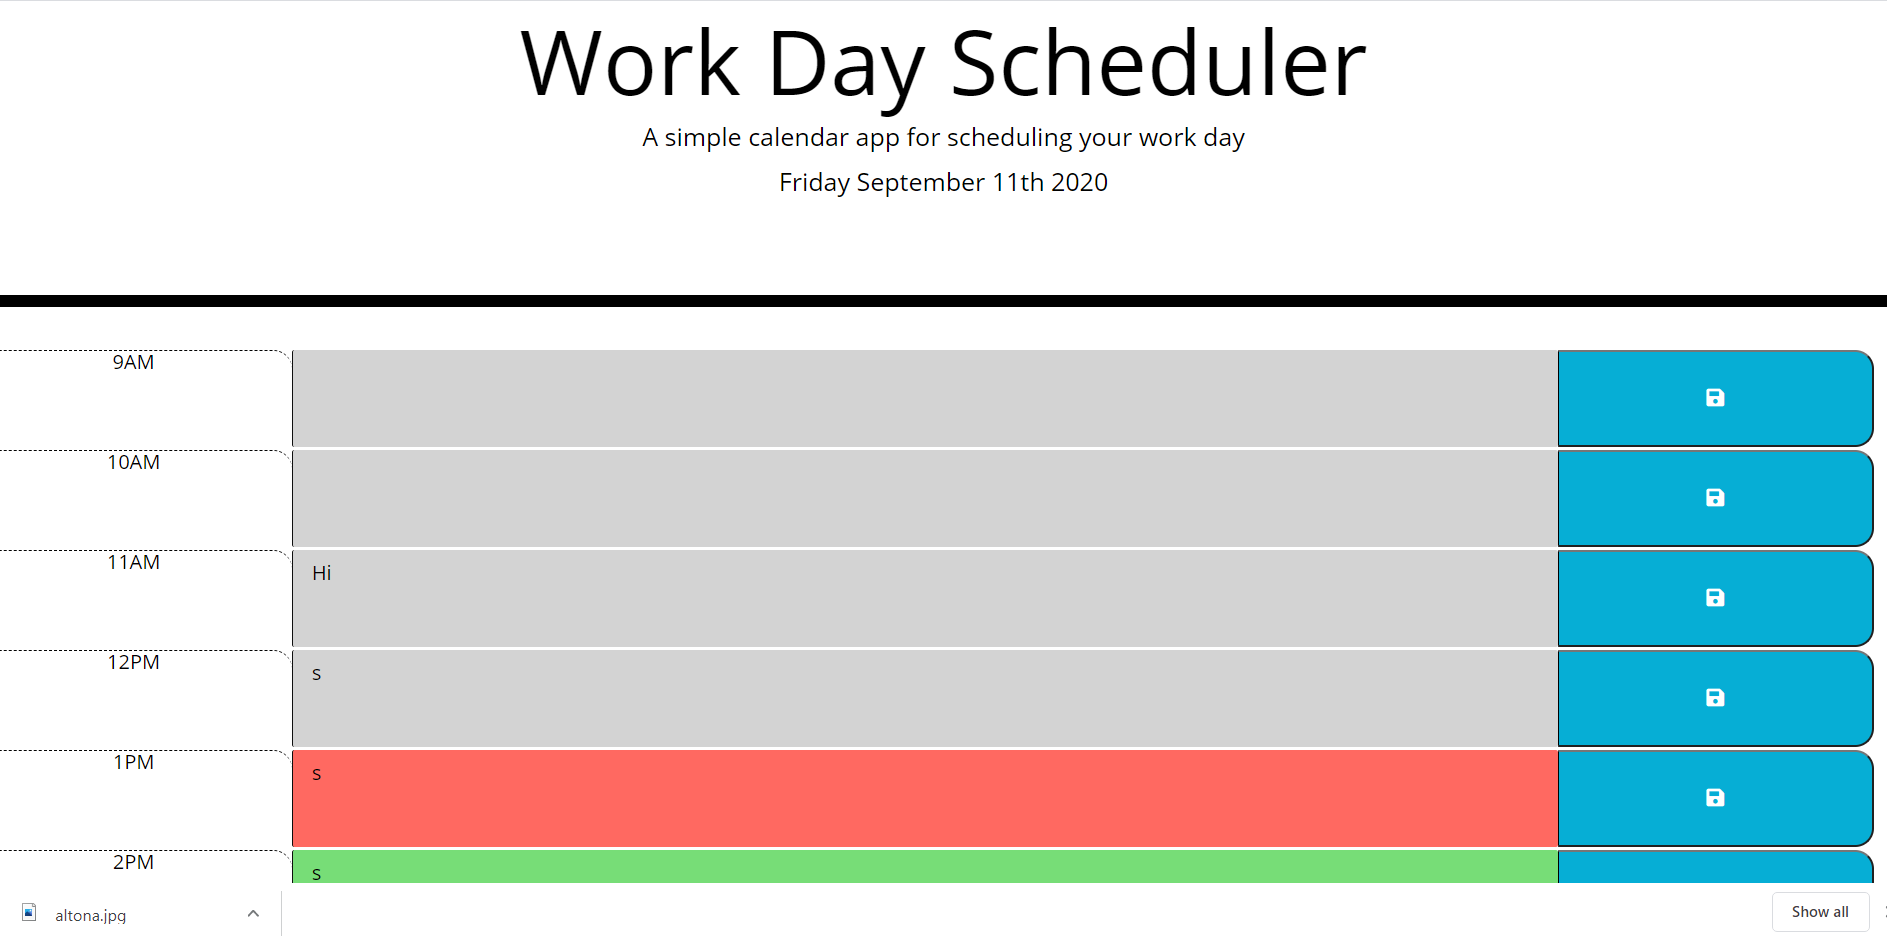 Work Day Scheduler
A simple calendar app for scheduling your work day
Friday September 11th 2020
9AM
10AM
11AM
Hi
12PM
s
1PM
s
2PM
s
altona.jpg
Show all